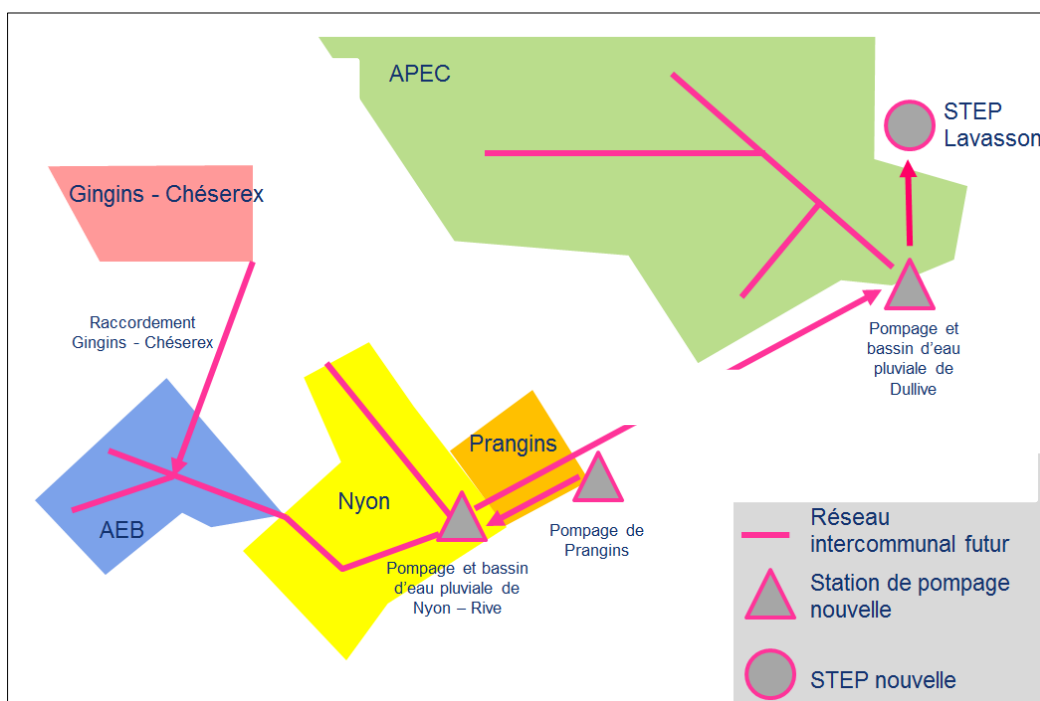 APEC
STEP
Lavasson
Gingins - Chéserex
Raccordement
Gingins - Chéserex
Pompage et
bassin d'eau
pluviale de
Dullive
Prangins
Nyon
AEB
Pompage de
Prangins
Pompage et bassin
d'eau pluviale de
Nyon – Rive
Réseau
intercommunal futur
Station de pompage
nouvelle
STEP nouvelle